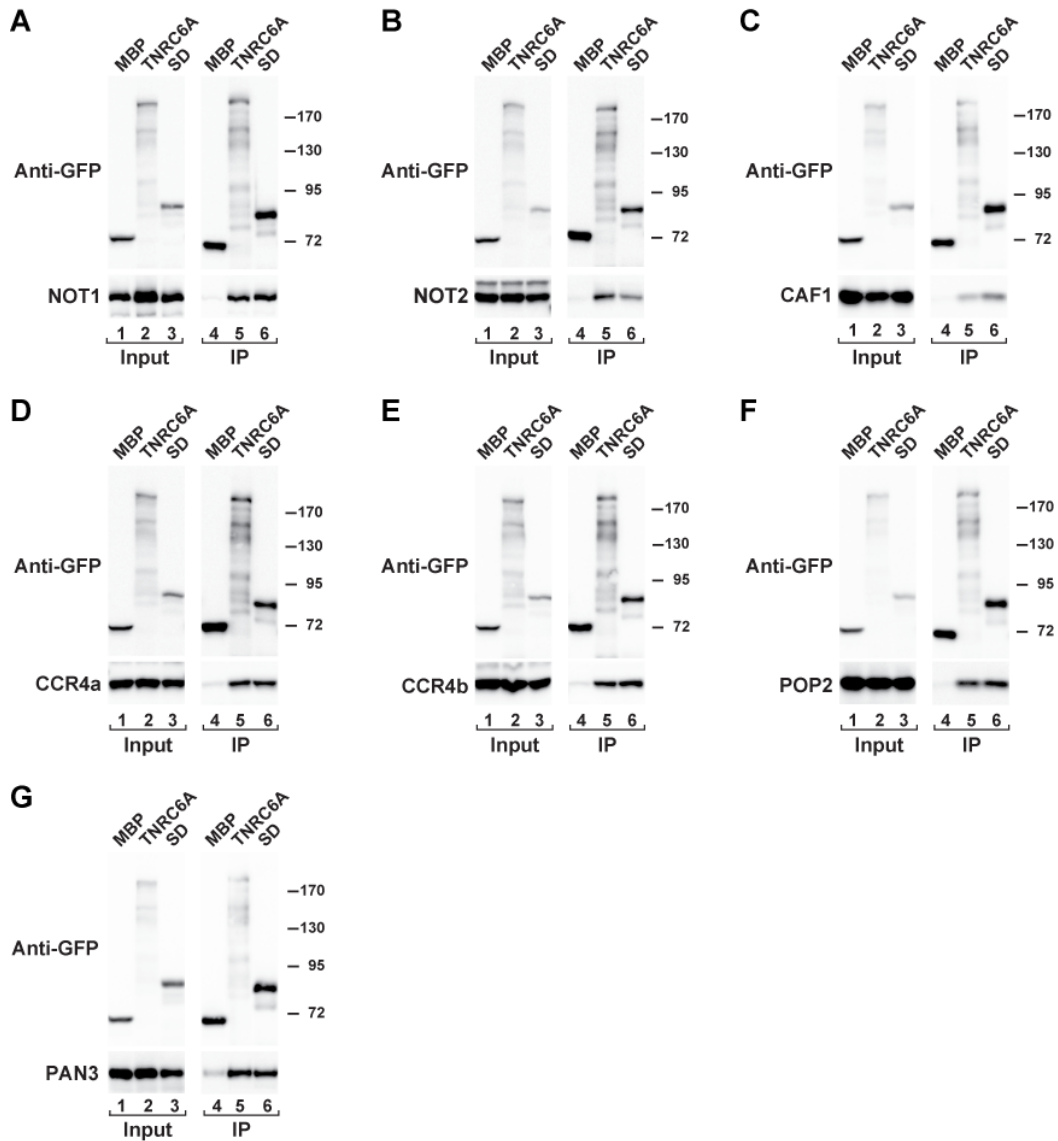 A
MBP TNRC6A SD MBP TNRC6A SD
Anti-GFP
–170
–130
– 95
– 72
NOT1
1 2 3 4 5 6
Input IP
B
MBP TNRC6A SD MBP TNRC6A SD
Anti-GFP
–170
–130
– 95
– 72
NOT2
1 2 3 4 5 6
Input IP
C
MBP TNRC6A SD MBP TNRC6A SD
Anti-GFP
–170
–130
– 95
– 72
CAF1
1 2 3 4 5 6
Input IP
D
MBP TNRC6A SD MBP TNRC6A SD
Anti-GFP
–170
–130
– 95
– 72
CCR4a
1 2 3 4 5 6
Input IP
E
MBP TNRC6A SD MBP TNRC6A SD
Anti-GFP
–170
–130
– 95
– 72
CCR4b
1 2 3 4 5 6
Input IP
F
MBP TNRC6A SD MBP TNRC6A SD
Anti-GFP
–170
–130
– 95
– 72
POP2
1 2 3 4 5 6
Input IP
G
MBP TNRC6A SD MBP TNRC6A SD
Anti-GFP
–170
–130
– 95
– 72
PAN3
1 2 3 4 5 6
Input IP